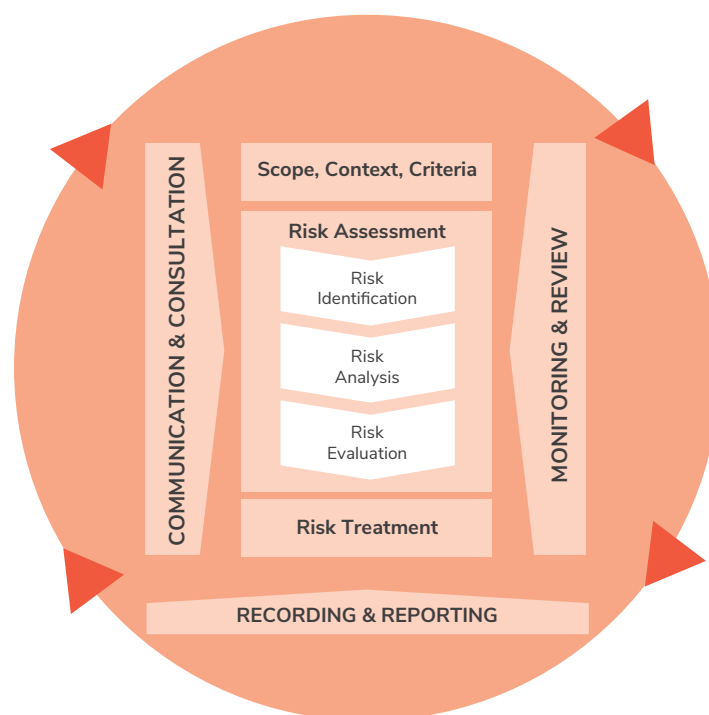 COMMUNICATION & CONSULTATION
Scope, Context, Criteria
Risk Assessment
Risk
Identification
Risk
Analysis
Risk
Evaluation
Risk Treatment
MONITORING & REVIEW
RECORDING & REPORTING